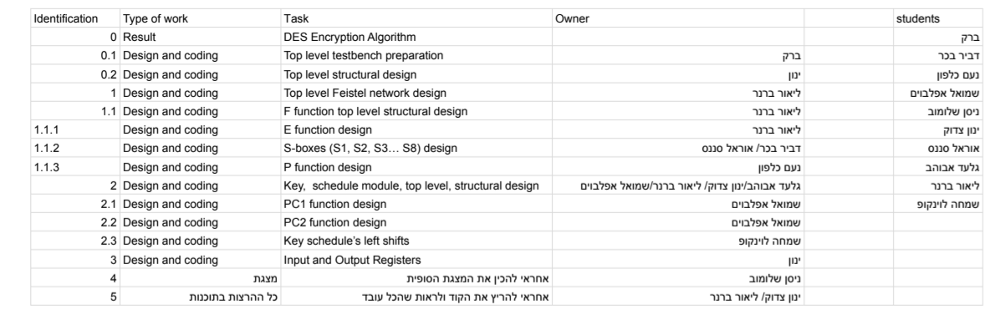 Identification Type of work Task Owner students
0 Result DES Encryption Algorithm ברק
0.1 Design and coding Top level testbench preparation ברק דביר בכר
0.2 Design and coding Top level structural design ינון נעם כלפון
1 Design and coding Top level Feistel network design ליאור ברנר שמואל אפלבוים
1.1 Design and coding F function top level structural design ליאור ברנר ניסן שלומוב
1.1.1 Design and coding E function design ליאור ברנר ינון צדוק
1.1.2 Design and coding S-boxes (S1, S2, S3… S8) design דביר בכר/ אוראל סננס אוראל סננס
1.1.3 Design and coding P function design נעם כלפון גלעד אבוהב
2 Design and coding Key, schedule module, top level, structural design גלעד אבוהב/ינון צדוק/ ליאור ברנר/שמואל אפלבוים ליאור ברנר
2.1 Design and coding PC1 function design שמואל אפלבוים שמחה לוינקופ
2.2 Design and coding PC2 function design שמואל אפלבוים
2.3 Design and coding Key schedule’s left shifts שמחה לוינקופ
3 Design and coding Input and Output Registers ינון
4 מצגת אחראי להכין את המצגת הסופית ניסן שלומוב
5 כל ההרצות בתוכנות אחראי להריץ את הקוד ולראות שהכל עובד ינון צדוק/ ליאור ברנר